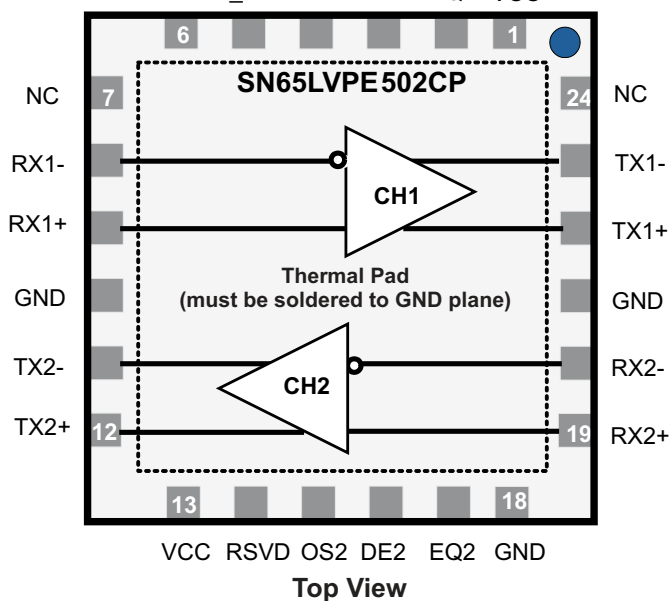 6 1
SN65LVPE502CP
NC 7 24 NC
RX1- TX1-
CH1
RX1+ TX1+
Thermal Pad
GND (must be soldered to GND plane) GND
TX2- RX2-
CH2
TX2+ 12 19 RX2+
13 18
VCC RSVD OS2 DE2 EQ2 GND
Top View